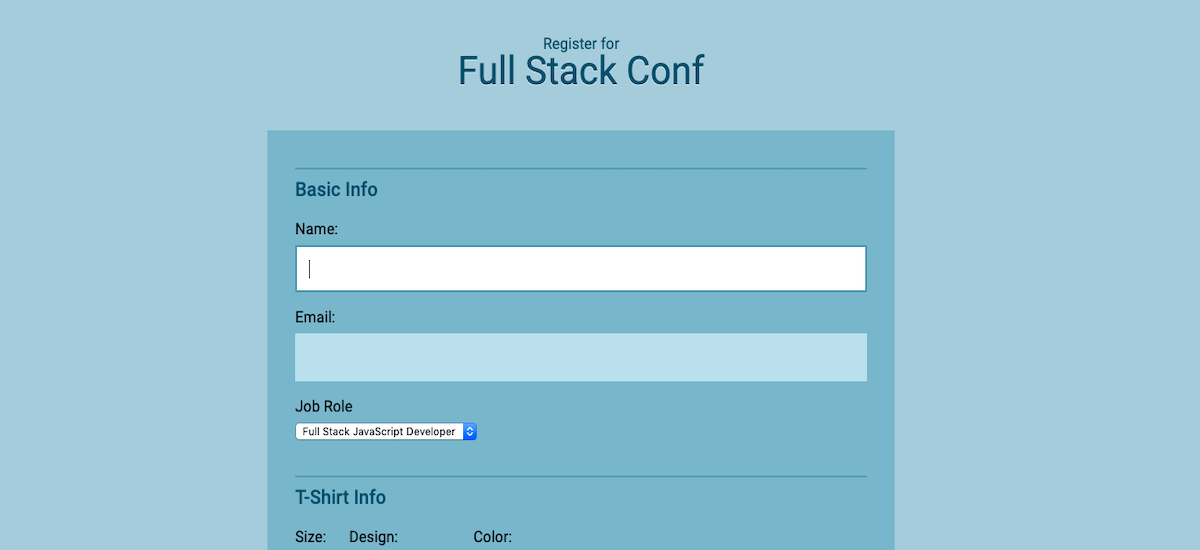 Register for
Full Stack Conf
Basic Info
Name:
Email:
Job Role
Full Stack JavaScript Developer
T-Shirt Info
Size: Design: Color: